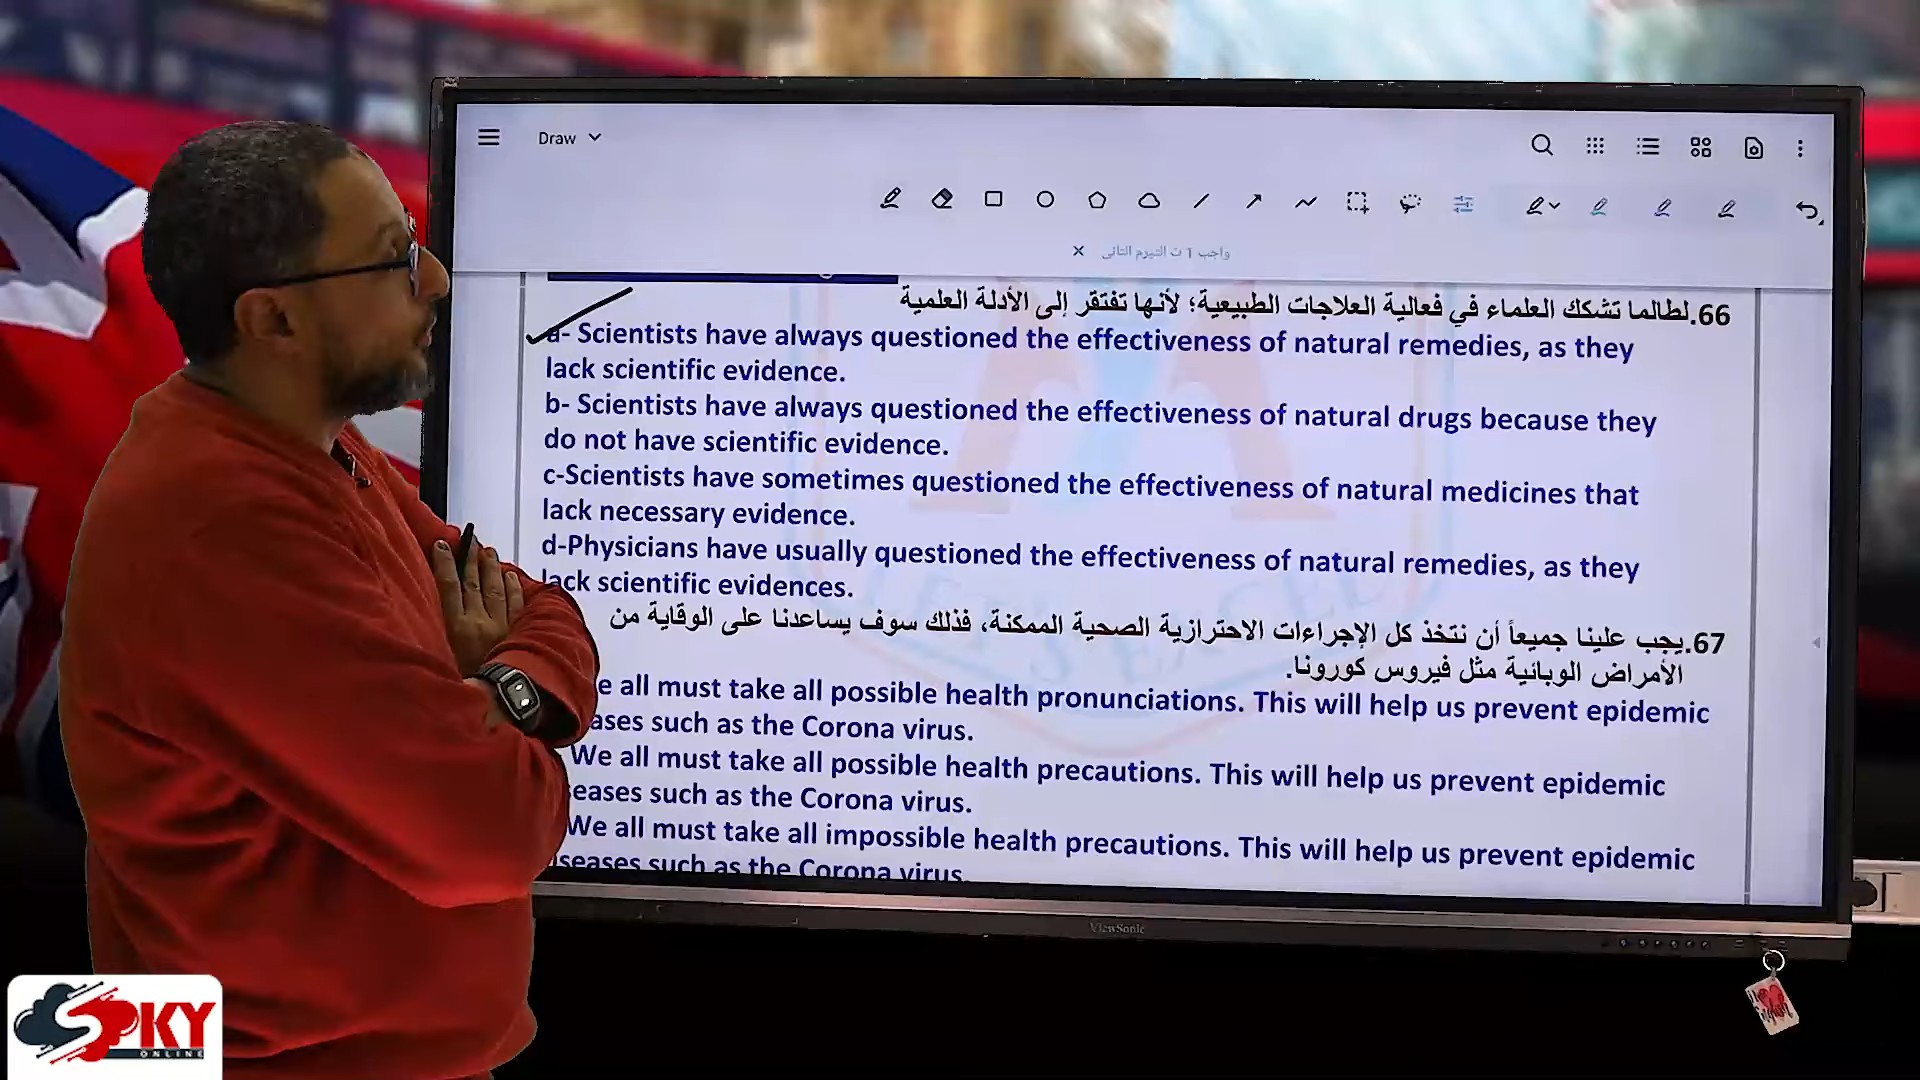 Draw
واجب 1 ت التيرم التانى
66.لطالما تشكك العلماء في فعالية العلاجات الطبيعية؛ لأنها تفتقر إلى الأدلة العلمية
a- Scientists have always questioned the effectiveness of natural remedies, as they
lack scientific evidence.
b- Scientists have always questioned the effectiveness of natural drugs because they
do not have scientific evidence.
c-Scientists have sometimes questioned the effectiveness of natural medicines that
lack necessary evidence.
d-Physicians have usually questioned the effectiveness of natural remedies, as they
lack scientific evidences.
67.يجب علينا جميعاً أن نتخذ كل الإجراءات الاحترازية الصحية الممكنة، فذلك سوف يساعدنا على الوقاية من
الأمراض الوبائية مثل فيروس كورونا.
e all must take all possible health pronunciations. This will help us prevent epidemic
ases such as the Corona virus.
We all must take all possible health precautions. This will help us prevent epidemic
eases such as the Corona virus.
We all must take all impossible health precautions. This will help us prevent epidemic
iseases such as the Corona virus.
LET'S EXCEL
ViewSonic
SPKY
ONLINE